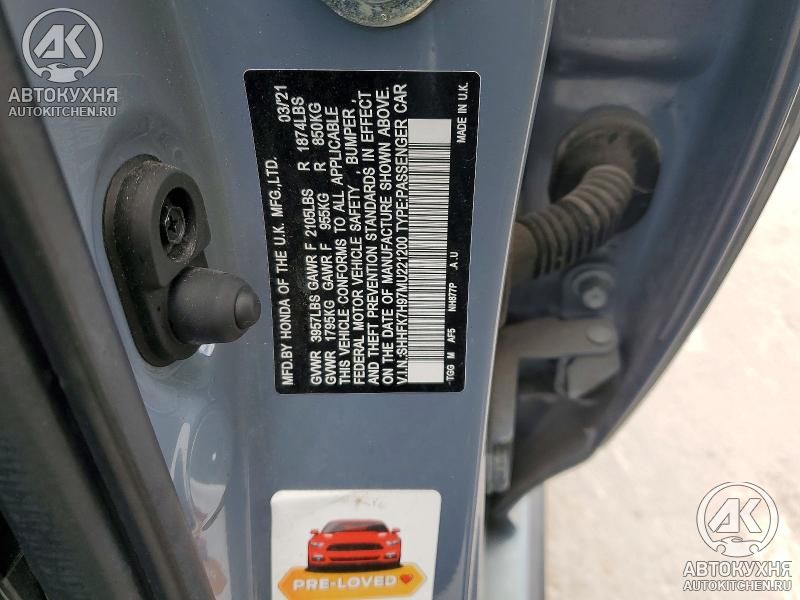 АК
АВТОКУХНЯ
AUTOKITCHEN.RU
MFD.BY HONDA OF THE U.K. MFG.,LTD. 03/21
GVWR 3957LBS GAWR F 2105LBS R 1874LBS
GVWR 1795KG GAWR F 955KG R 850KG
THIS VEHICLE CONFORMS TO ALL APPLICABLE
FEDERAL MOTOR VEHICLE SAFETY , BUMPER ,
AND THEFT PREVENTION STANDARDS IN EFFECT
ON THE DATE OF MANUFACTURE SHOWN ABOVE.
V.I.N.:SHHFK7H97MU221200 TYPE:PASSENGER CAR
TGG M AF5 NH877P .A.U MADE IN U.K.
PRE-LOVED
АК
АВТОКУХНЯ
AUTOKITCHEN.RU